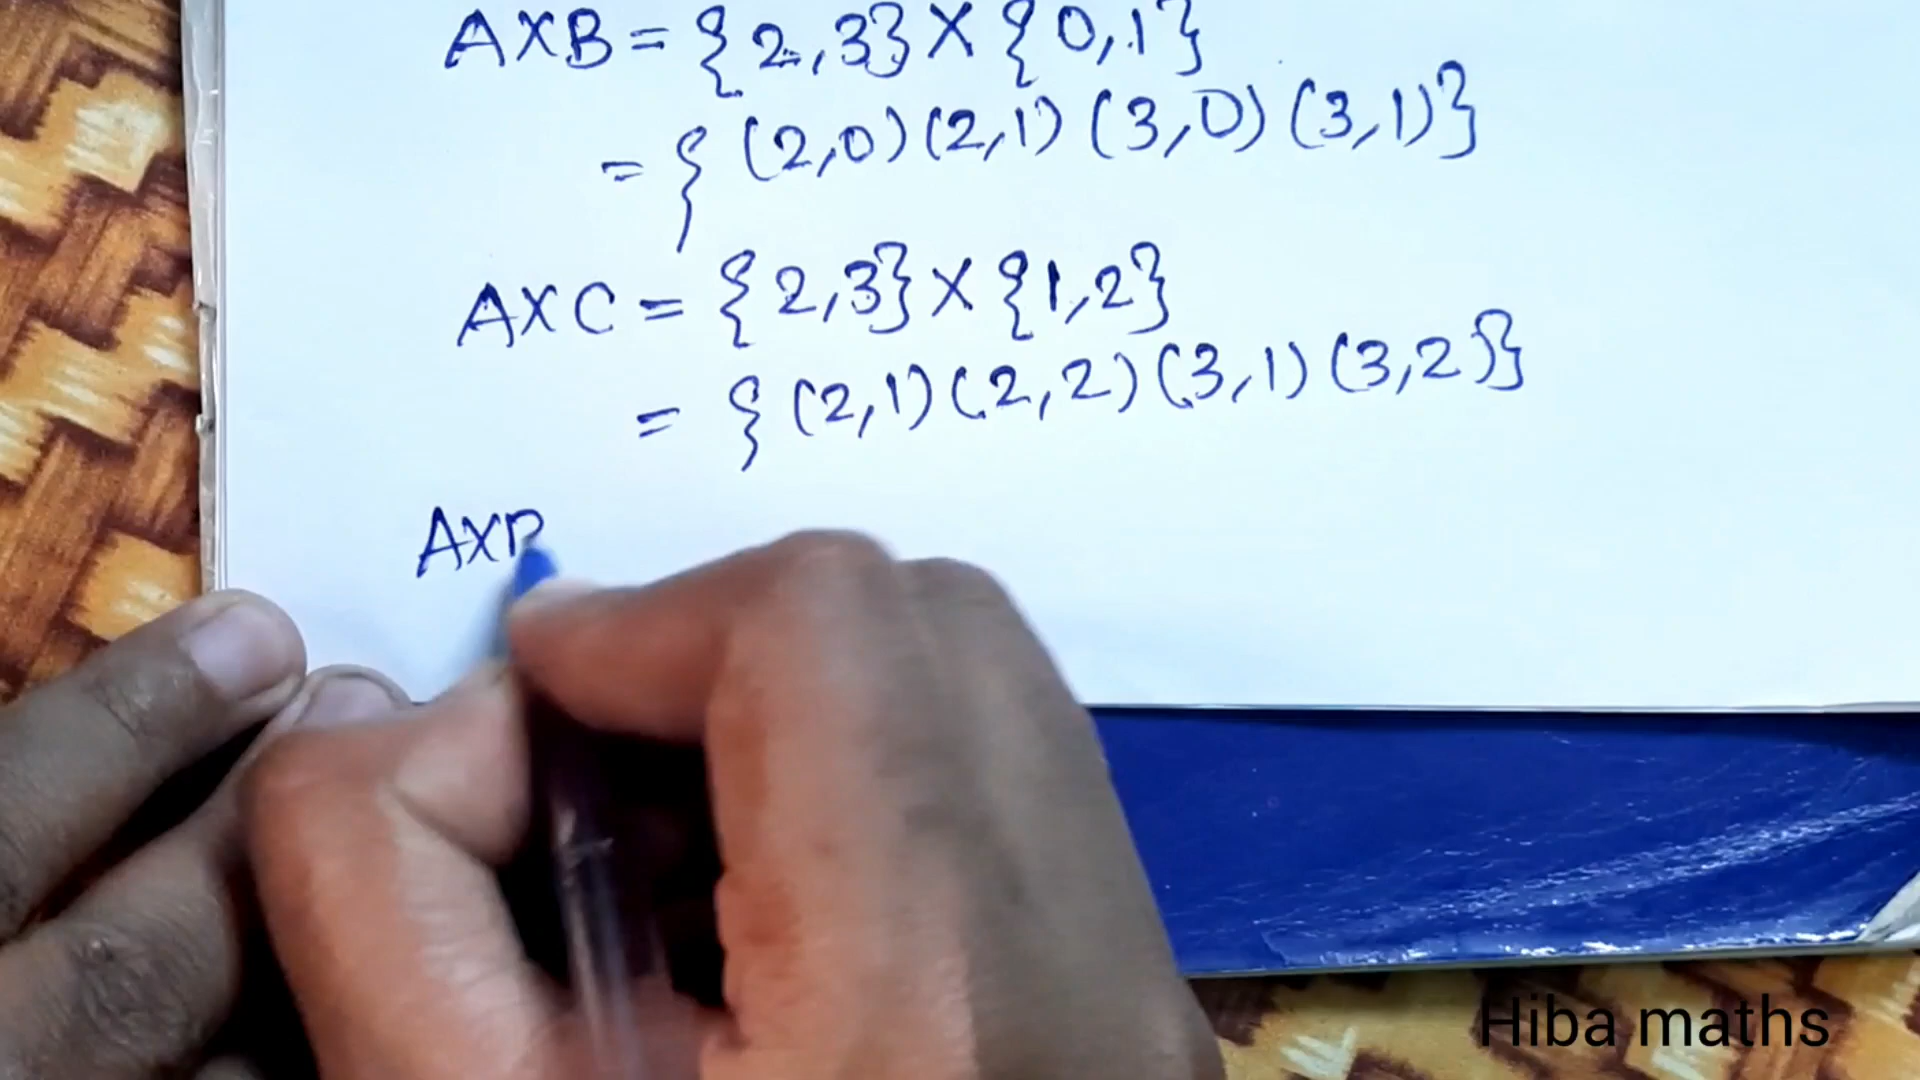 AXB = {2,3} X {0,1}
= { (2,0) (2,1) (3,0) (3,1)}
AXC = {2,3} X {1,2}
= { (2,1) (2,2) (3,1) (3,2)}
AXB
Hiba maths